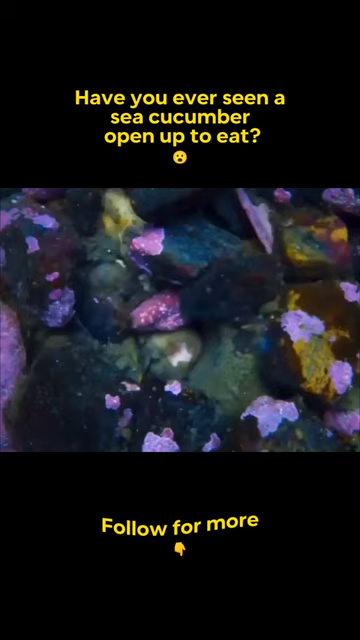 Have you ever seen a
sea cucumber
open up to eat?
😮
Follow for more
👇